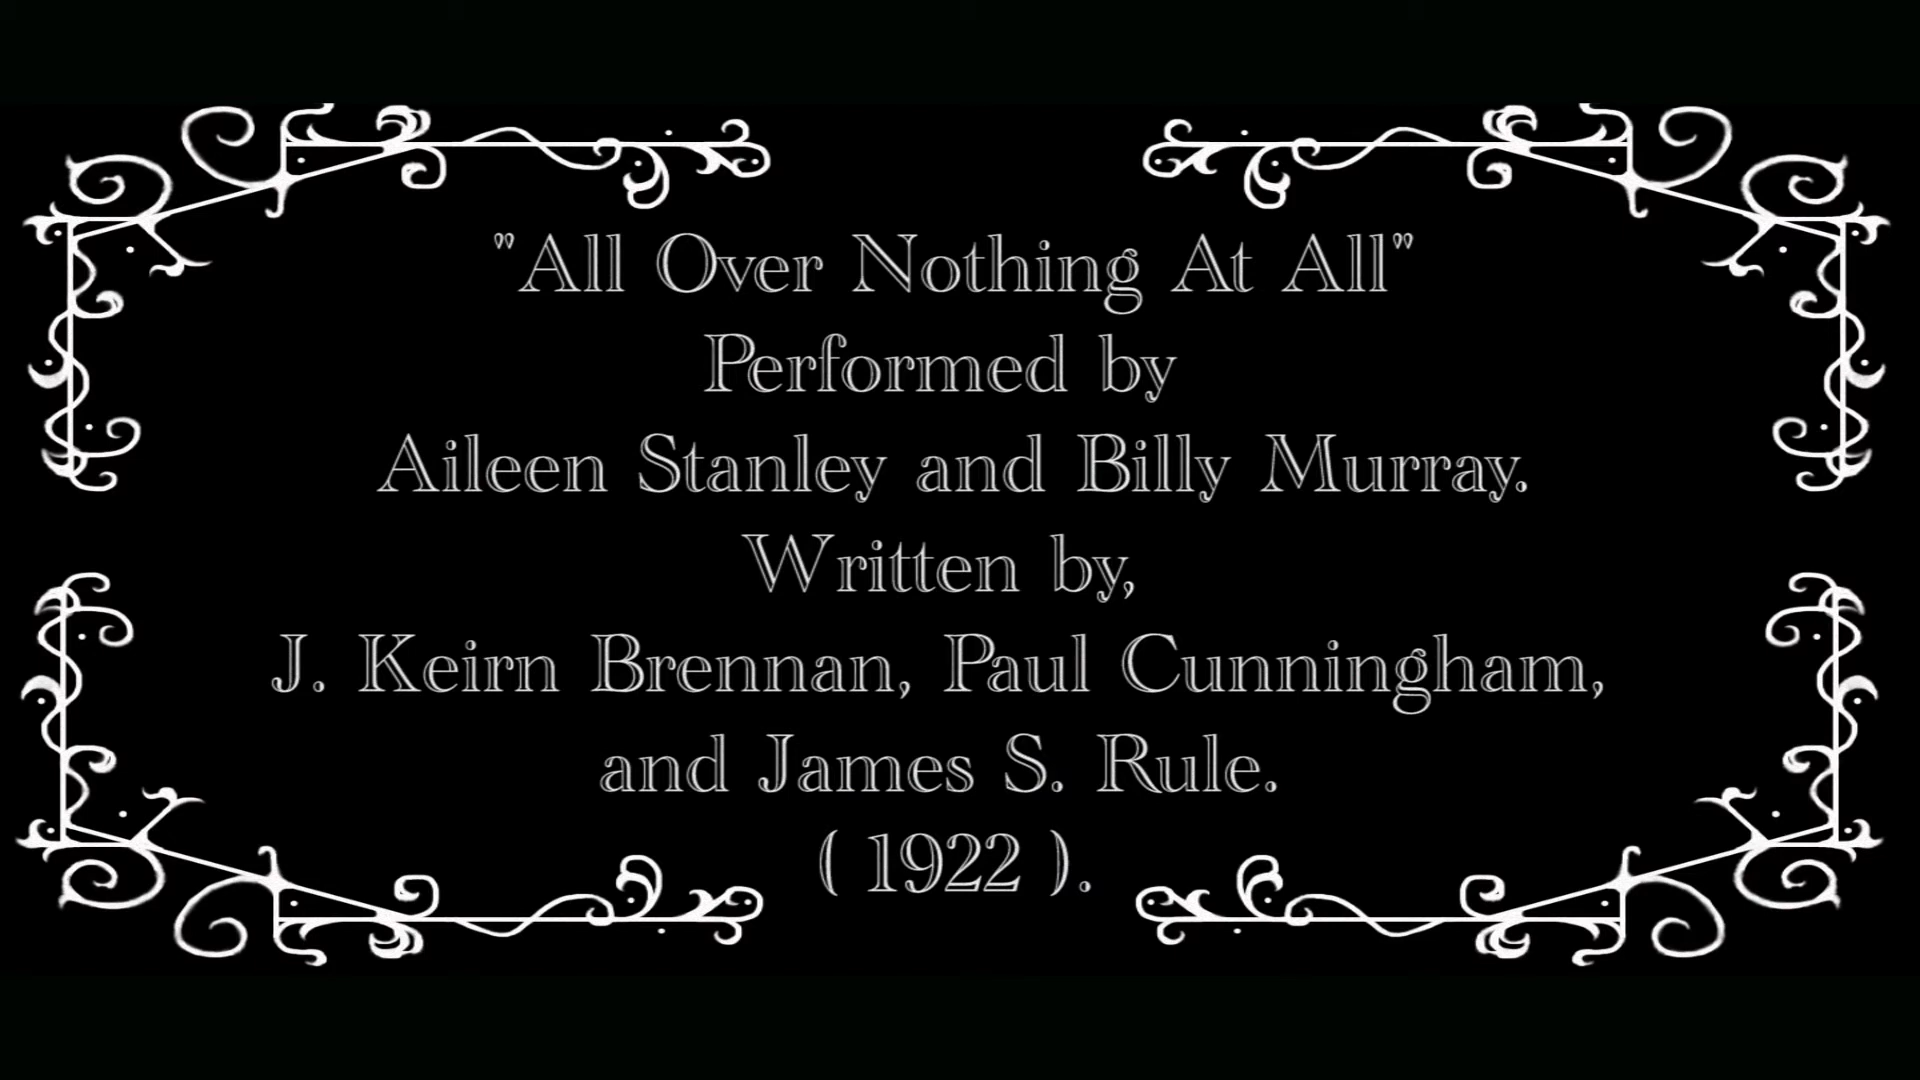 "All Over Nothing At All"
Performed by
Aileen Stanley and Billy Murray.
Written by,
J. Keirn Brennan, Paul Cunningham,
and James S. Rule.
( 1922 ).